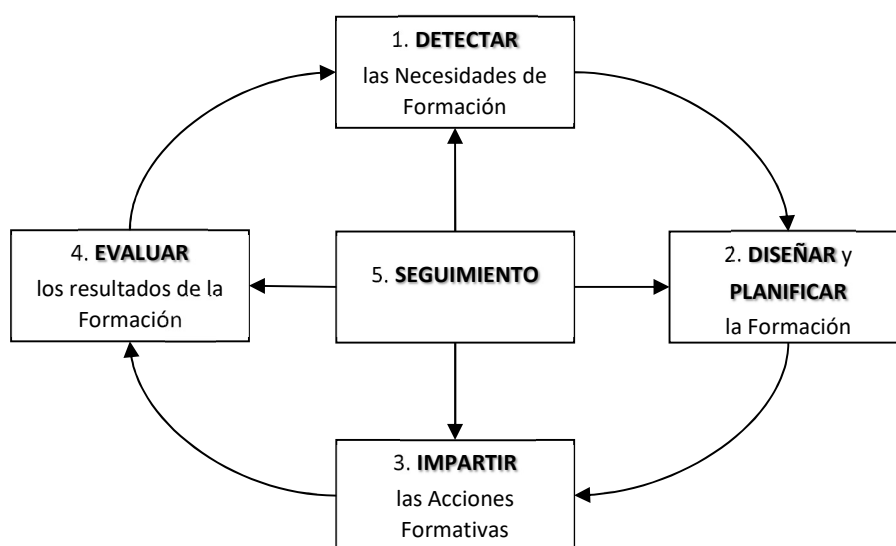 1. DETECTAR
las Necesidades de
Formación
2. DISEÑAR y
PLANIFICAR
la Formación
3. IMPARTIR
las Acciones
Formativas
4. EVALUAR
los resultados de la
Formación
5. SEGUIMIENTO